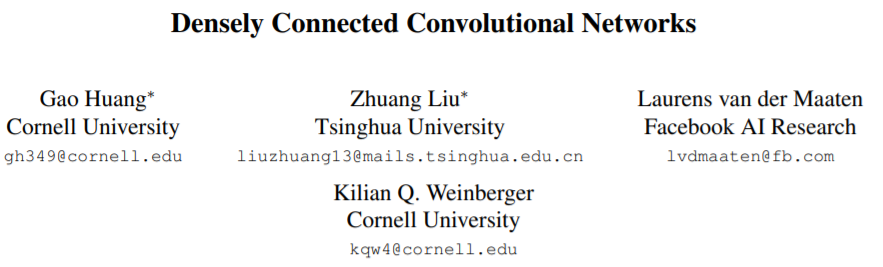 Densely Connected Convolutional Networks
Gao Huang*
Cornell University
gh349@cornell.edu
Zhuang Liu*
Tsinghua University
liuzhuang13@mails.tsinghua.edu.cn
Laurens van der Maaten
Facebook AI Research
lvdmaaten@fb.com
Kilian Q. Weinberger
Cornell University
kqw4@cornell.edu